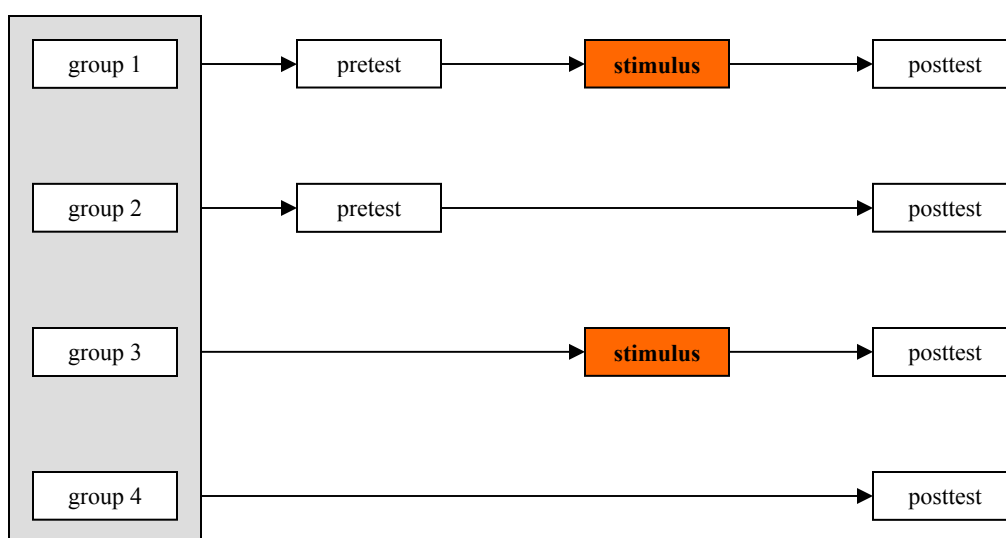 group 1 pretest stimulus posttest
group 2 pretest posttest
group 3 stimulus posttest
group 4 posttest